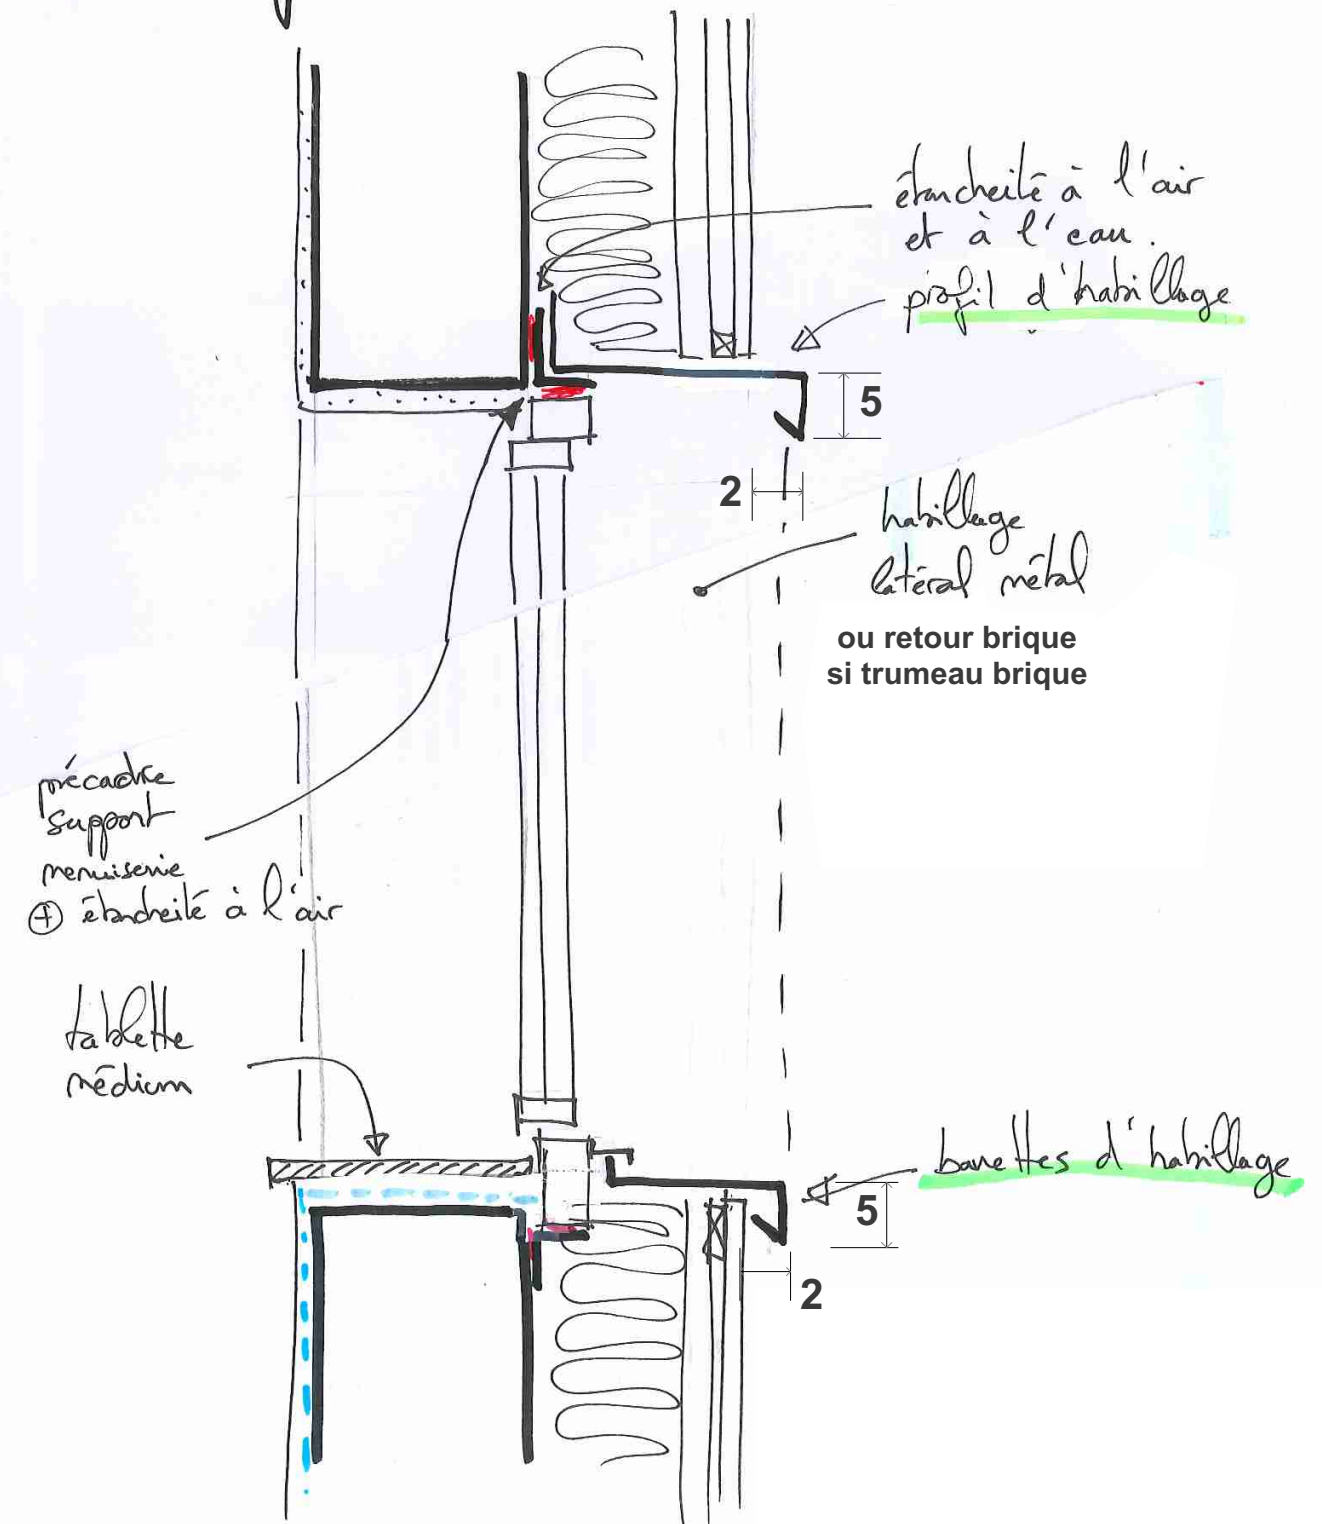 étancheité à l'air
et à l'eau.
profil d'habillage
5
2
habillage
latéral métal
ou retour brique
si trumeau brique
précadre
support
menuiserie
+ étancheité à l'air
tablette
médium
bavettes d'habillage
5
2